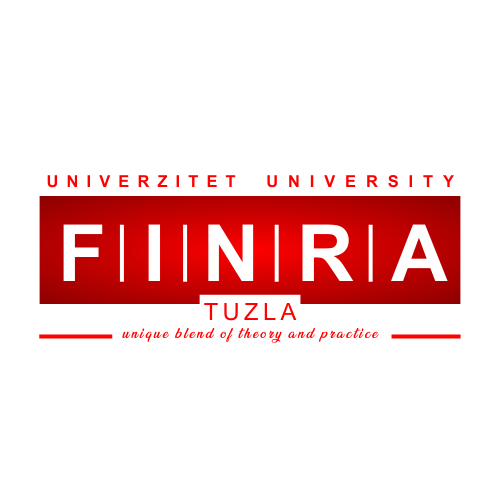 UNIVERZITET UNIVERSITY
F|I|N|R|A
TUZLA
unique blend of theory and practice